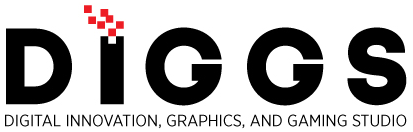 DiGGS
DIGITAL INNOVATION, GRAPHICS, AND GAMING STUDIO